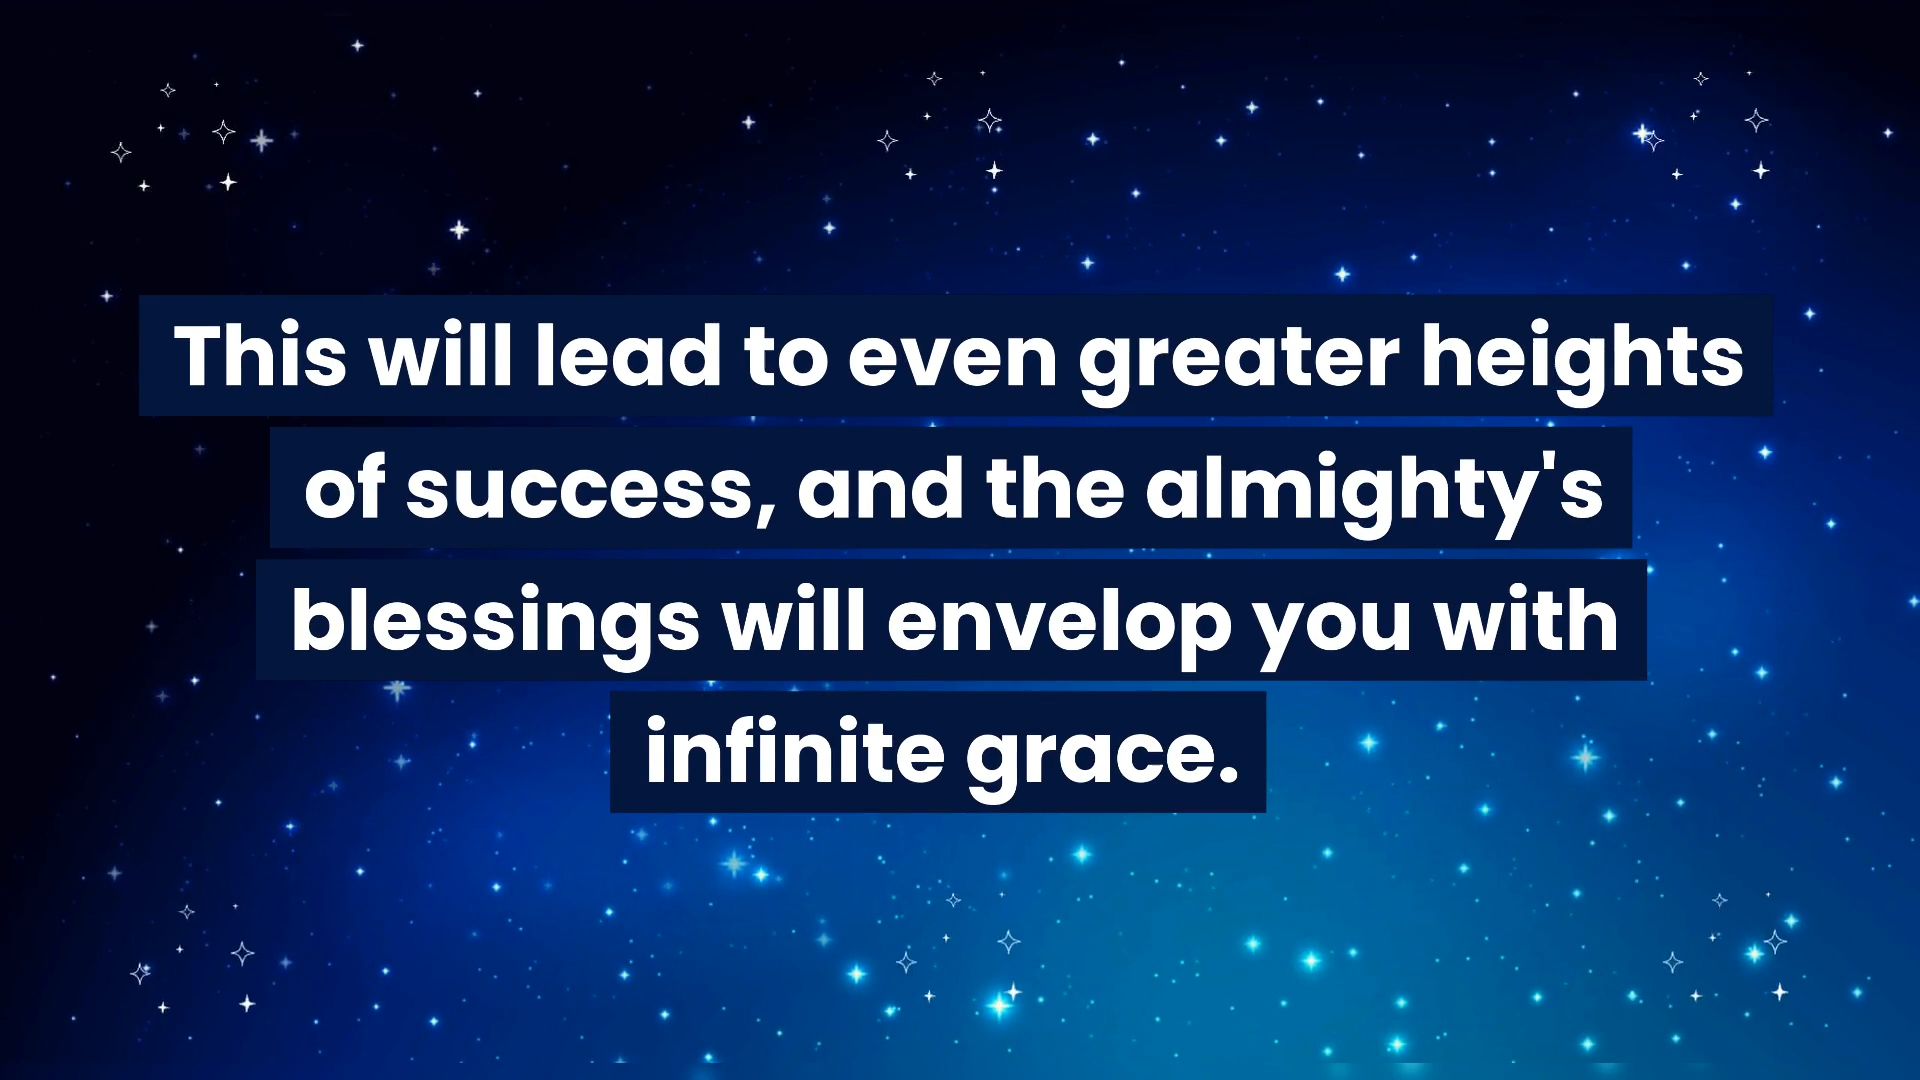 This will lead to even greater heights
of success, and the almighty's
blessings will envelop you with
infinite grace.